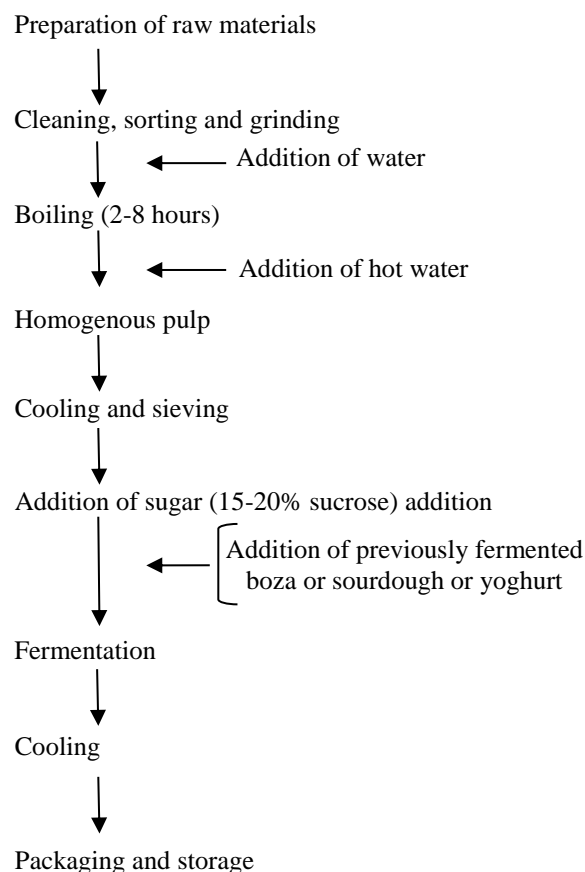 Preparation of raw materials
Cleaning, sorting and grinding
Addition of water
Boiling (2-8 hours)
Addition of hot water
Homogenous pulp
Cooling and sieving
Addition of sugar (15-20% sucrose) addition
Addition of previously fermented
boza or sourdough or yoghurt
Fermentation
Cooling
Packaging and storage